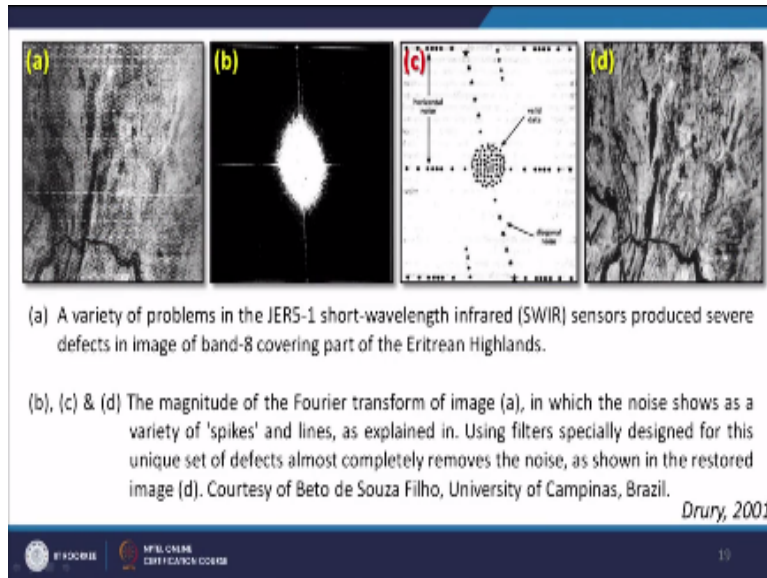 (a)
(b)
(c)
(d)
horizontal
noise
valid
data
diagonal
noise
(a) A variety of problems in the JERS-1 short-wavelength infrared (SWIR) sensors produced severe
defects in image of band-8 covering part of the Eritrean Highlands.
(b), (c) & (d) The magnitude of the Fourier transform of image (a), in which the noise shows as a
variety of 'spikes' and lines, as explained in. Using filters specially designed for this
unique set of defects almost completely removes the noise, as shown in the restored
image (d). Courtesy of Beto de Souza Filho, University of Campinas, Brazil.
Drury, 2001
IIT ROORKEE
NPTEL ONLINE
CERTIFICATION COURSE
19